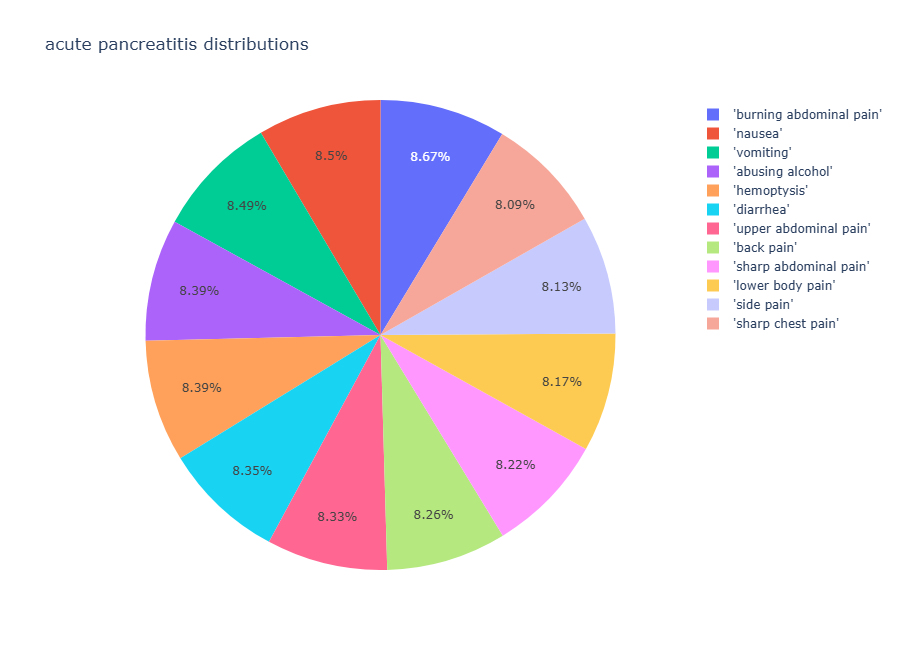 acute pancreatitis distributions
8.67%
8.5%
8.49%
8.39%
8.39%
8.35%
8.33%
8.26%
8.22%
8.17%
8.13%
8.09%
'burning abdominal pain'
'nausea'
'vomiting'
'abusing alcohol'
'hemoptysis'
'diarrhea'
'upper abdominal pain'
'back pain'
'sharp abdominal pain'
'lower body pain'
'side pain'
'sharp chest pain'